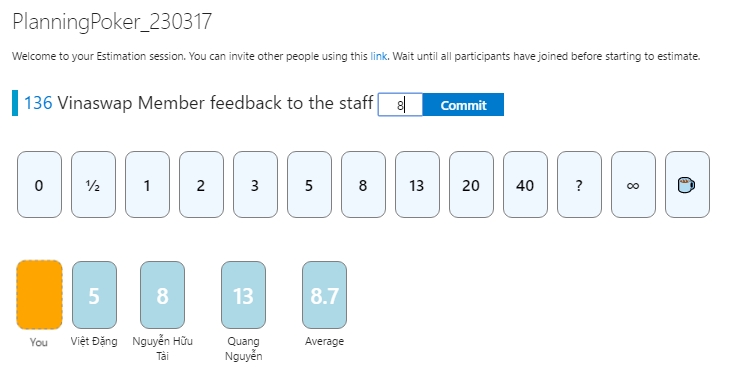 PlanningPoker_230317
Welcome to your Estimation session. You can invite other people using this link. Wait until all participants have joined before starting to estimate.
136 Vinaswap Member feedback to the staff 8 Commit
0 ½ 1 2 3 5 8 13 20 40 ? ∞
5 8 13 8.7
You Việt Đặng Nguyễn Hữu Tài Quang Nguyễn Average